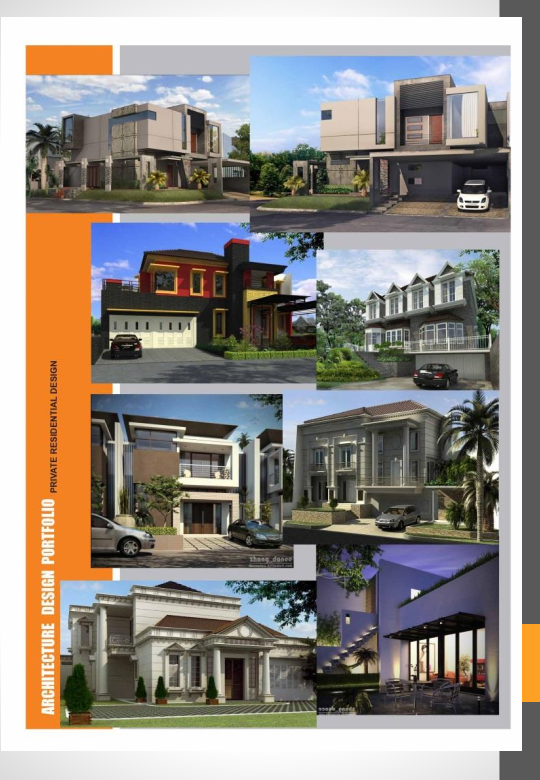 ARCHITECTURE DESIGN PORTFOLIO
PRIVATE RESIDENTIAL DESIGN